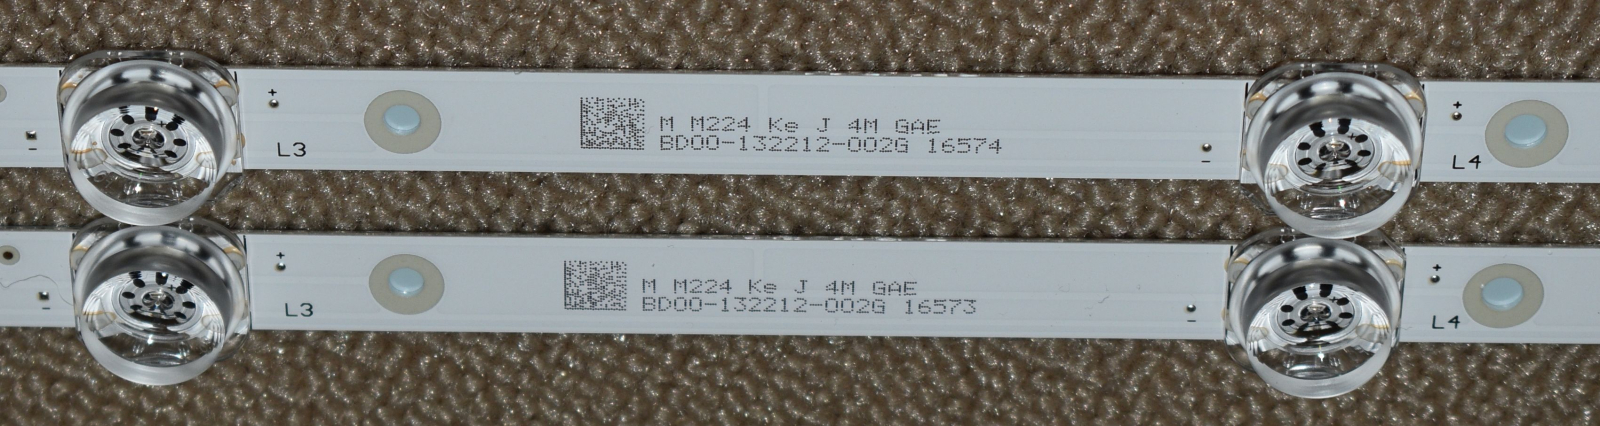 +
+
L3
M M224 Ke J 4M GAE
BD00-132212-002G 16574
L4
-
-
+
+
L3
M M224 Ke J 4M GAE
BD00-132212-002G 16573
L4
-
-